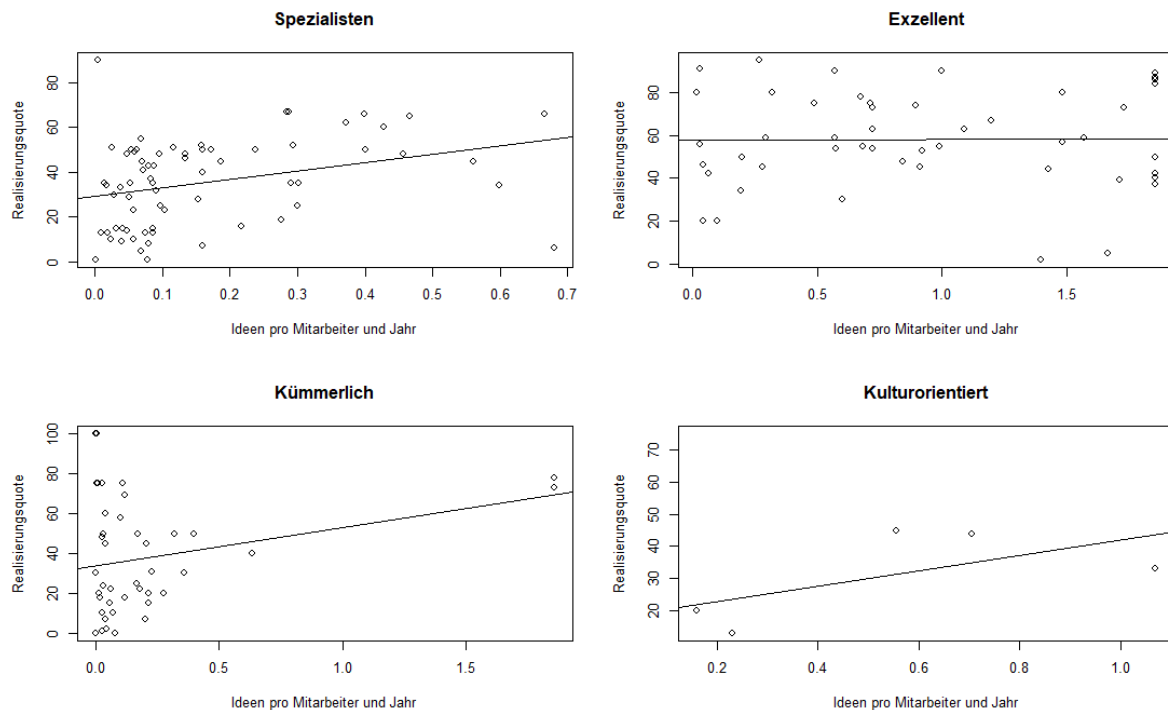 Spezialisten
Realisierungsquote
80
60
40
20
0
0.0 0.1 0.2 0.3 0.4 0.5 0.6 0.7
Ideen pro Mitarbeiter und Jahr
Exzellent
Realisierungsquote
80
60
40
20
0
0.0 0.5 1.0 1.5
Ideen pro Mitarbeiter und Jahr
Kümmerlich
Realisierungsquote
100
80
60
40
20
0
0.0 0.5 1.0 1.5
Ideen pro Mitarbeiter und Jahr
Kulturorientiert
Realisierungsquote
70
60
50
40
30
20
0.2 0.4 0.6 0.8 1.0
Ideen pro Mitarbeiter und Jahr